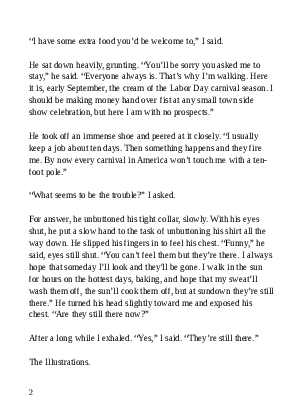 “I have some extra food you’d be welcome to,” I said.
He sat down heavily, grunting. “You’ll be sorry you asked me to
stay,” he said. “Everyone always is. That’s why I’m walking. Here
it is, early September, the cream of the Labor Day carnival season. I
should be making money hand over fist at any small town side
show celebration, but here I am with no prospects.”
He took off an immense shoe and peered at it closely. “I usually
keep a job about ten days. Then something happens and they fire
me. By now every carnival in America won’t touch me with a ten-
foot pole.”
“What seems to be the trouble?” I asked.
For answer, he unbuttoned his tight collar, slowly. With his eyes
shut, he put a slow hand to the task of unbuttoning his shirt all the
way down. He slipped his fingers in to feel his chest. “Funny,” he
said, eyes still shut. “You can’t feel them but they’re there. I always
hope that someday I’ll look and they’ll be gone. I walk in the sun
for hours on the hottest days, baking, and hope that my sweat’ll
wash them off, the sun’ll cook them off, but at sundown they’re still
there.” He turned his head slightly toward me and exposed his
chest. “Are they still there now?”
After a long while I exhaled. “Yes,” I said. “They’re still there.”
The Illustrations.
2